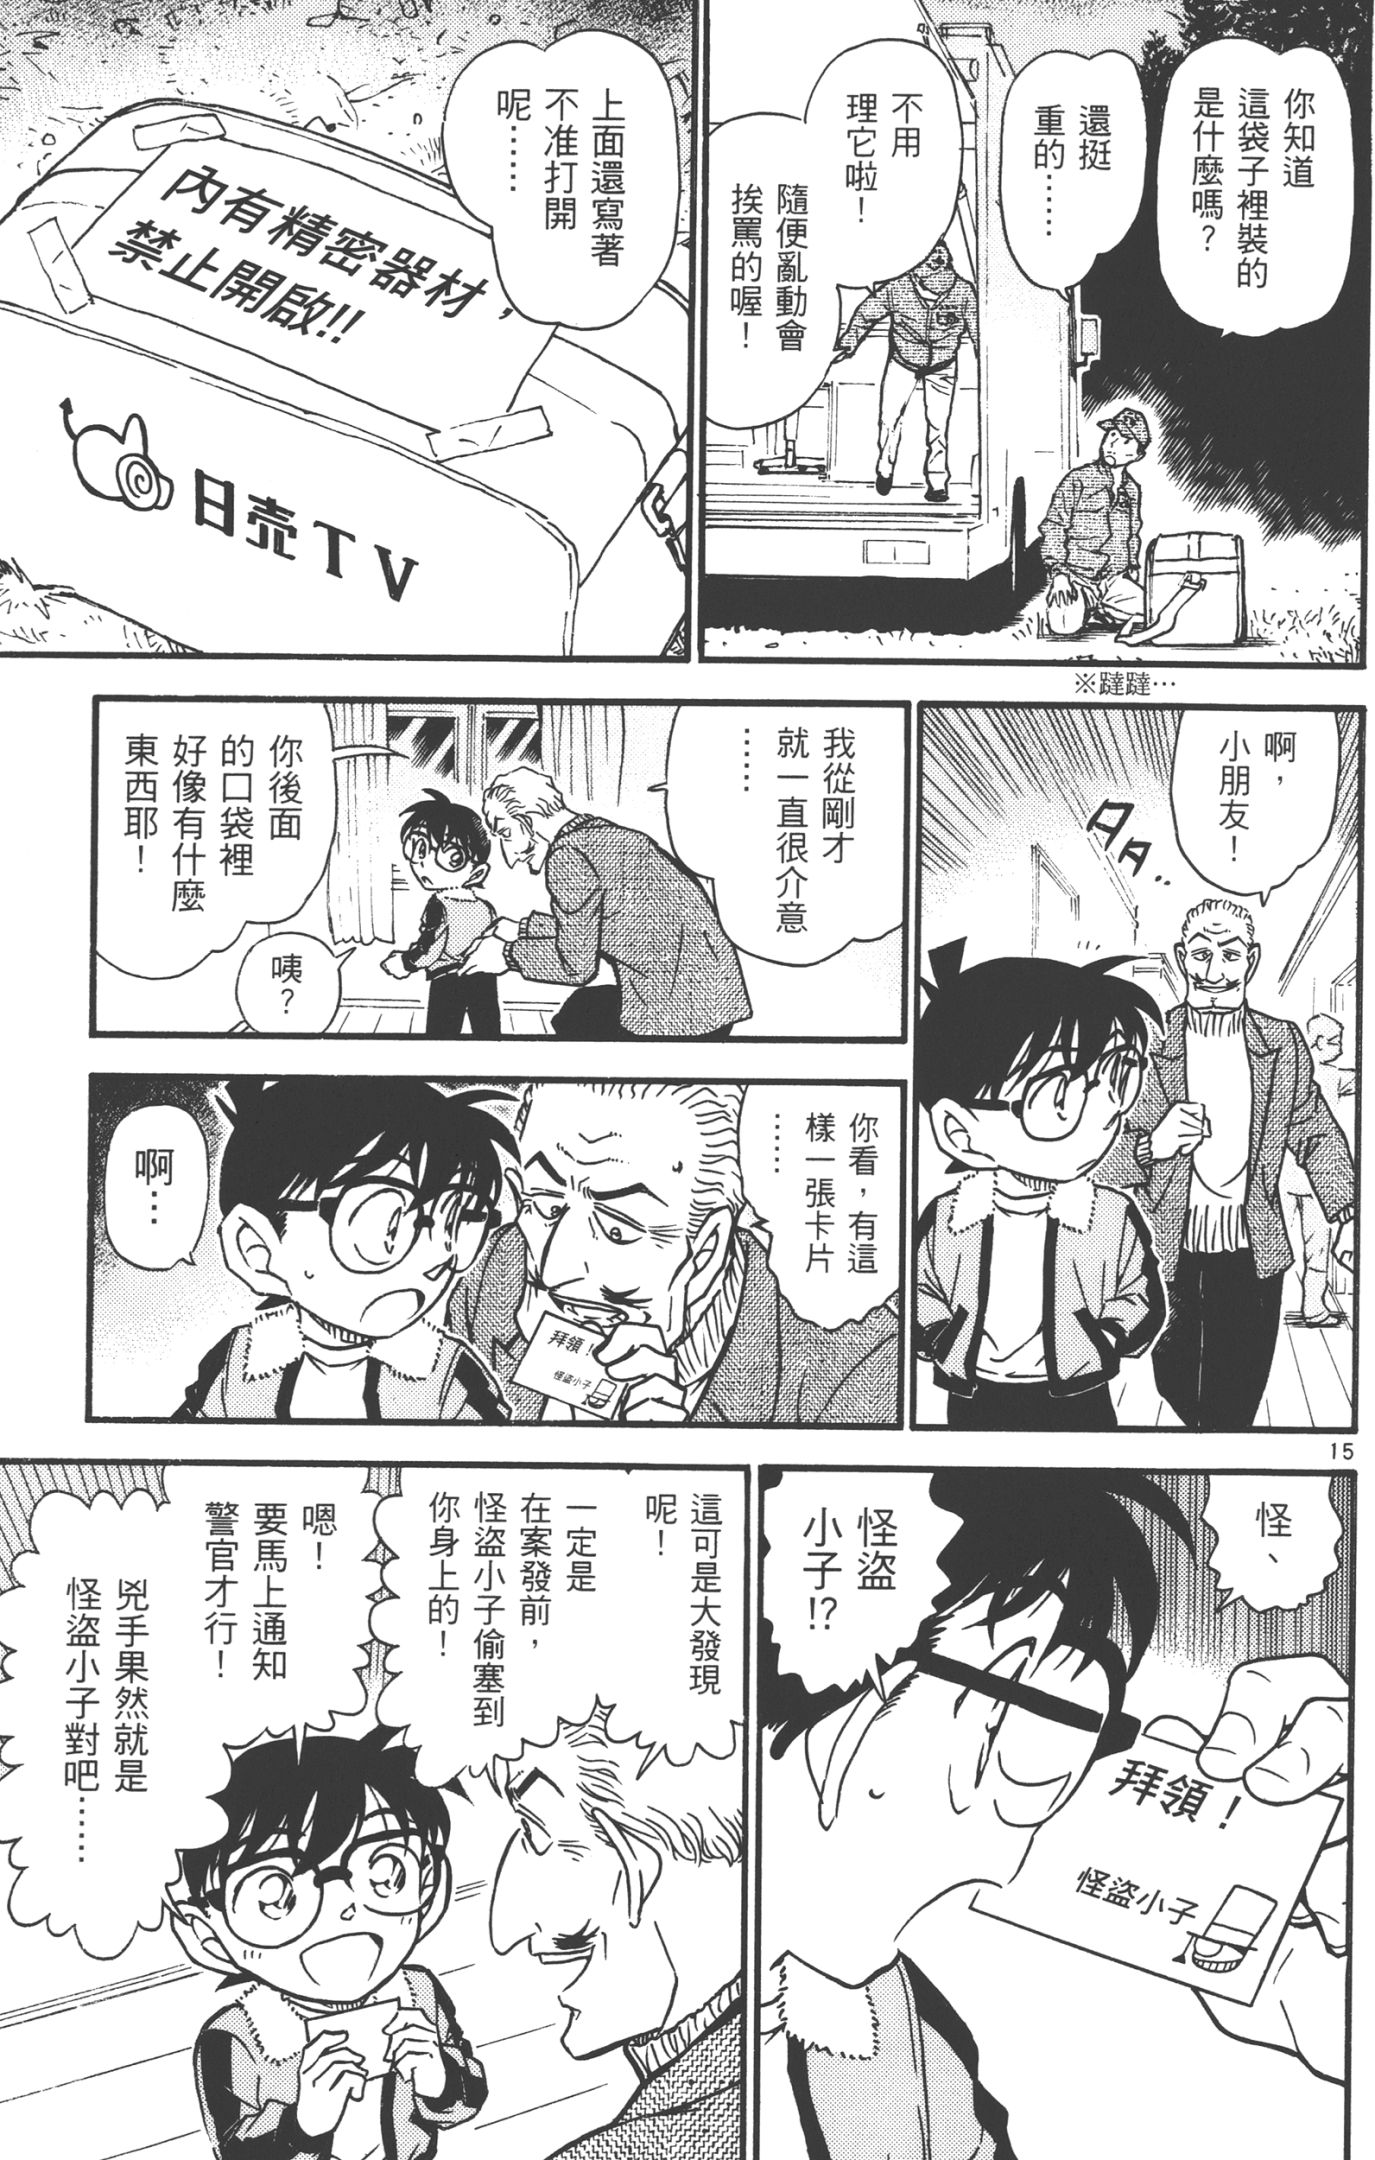 你知道
這袋子裡裝的
是什麼嗎？
還挺
重的……
不用
理它啦！
隨便亂動會
挨罵的喔！
上面還寫著
不准打開
呢……
內有精密器材，
禁止開啟!!
日壳TV
※躂躂…
啊，
小朋友！
我從剛才
就一直很介意
……
你後面
的口袋裡
好像有什麼
東西耶！
咦？
你看，有這
樣一張卡片
……
拜領！
怪盜小子
啊…
15
怪、
怪盜
小子!?
拜領！
怪盜小子
這可是大發現
呢！
一定是
在案發前，
怪盜小子偷塞到
你身上的！
嗯！
要馬上通知
警官才行！
兇手果然就是
怪盜小子對吧……